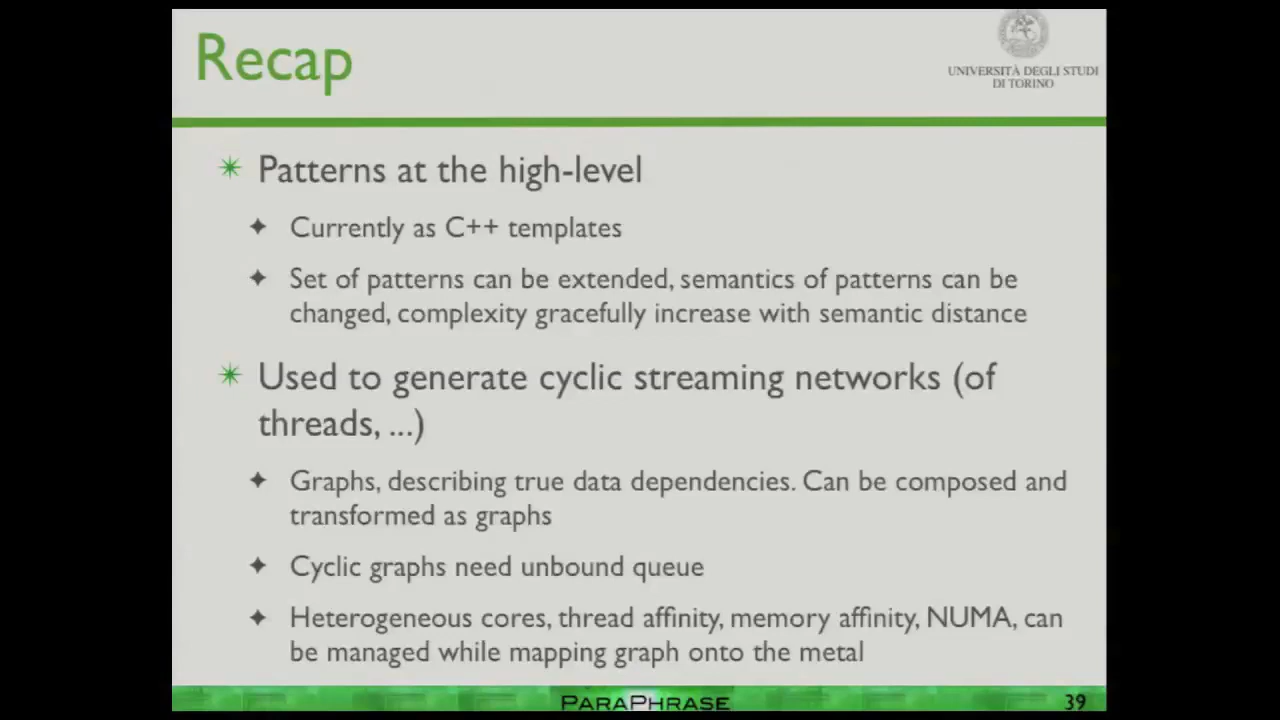 Recap
UNIVERSITÀ DEGLI STUDI
DI TORINO
Patterns at the high-level
Currently as C++ templates
Set of patterns can be extended, semantics of patterns can be
changed, complexity gracefully increase with semantic distance
Used to generate cyclic streaming networks (of
threads, ...)
Graphs, describing true data dependencies. Can be composed and
transformed as graphs
Cyclic graphs need unbound queue
Heterogeneous cores, thread affinity, memory affinity, NUMA, can
be managed while mapping graph onto the metal
PARAPHRASE
39